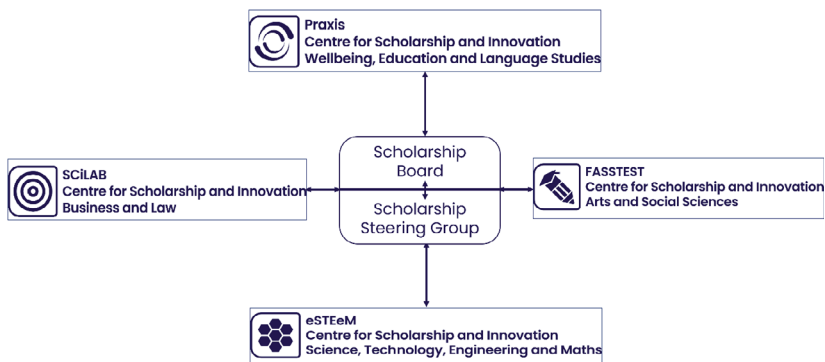 Praxis
Centre for Scholarship and Innovation
Wellbeing, Education and Language Studies
SCiLAB
Centre for Scholarship and Innovation
Business and Law
Scholarship
Board
Scholarship
Steering Group
FASSTEST
Centre for Scholarship and Innovation
Arts and Social Sciences
eSTEeM
Centre for Scholarship and Innovation
Science, Technology, Engineering and Maths